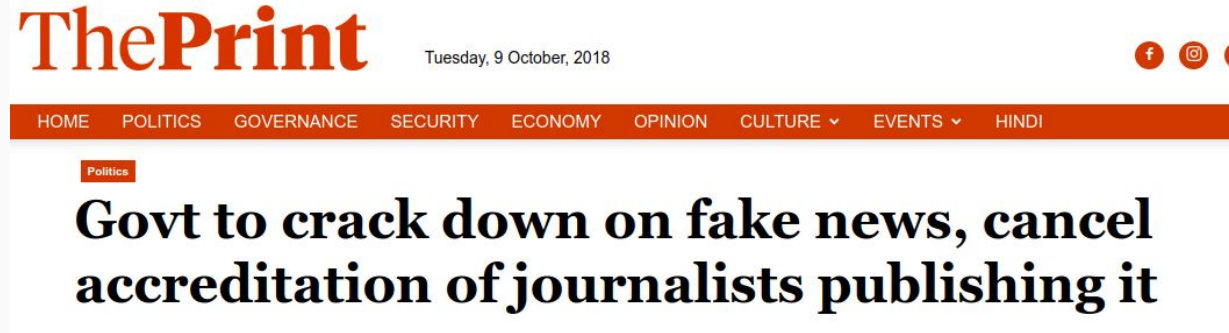 ThePrint
Tuesday, 9 October, 2018
HOME POLITICS GOVERNANCE SECURITY ECONOMY OPINION CULTURE EVENTS HINDI
Politics
Govt to crack down on fake news, cancel
accreditation of journalists publishing it